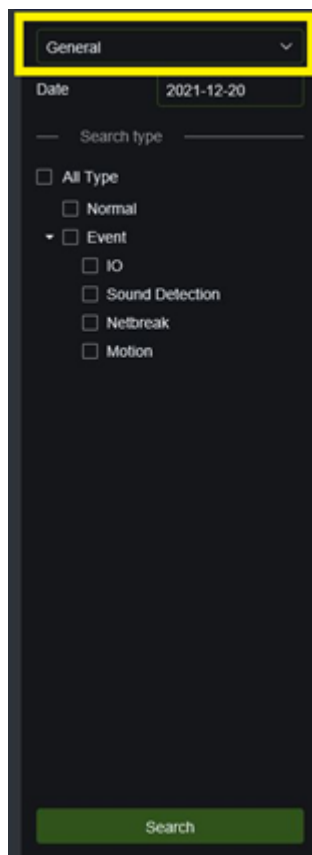 General
Date 2021-12-20
Search type
All Type
Normal
Event
IO
Sound Detection
Netbreak
Motion
Search